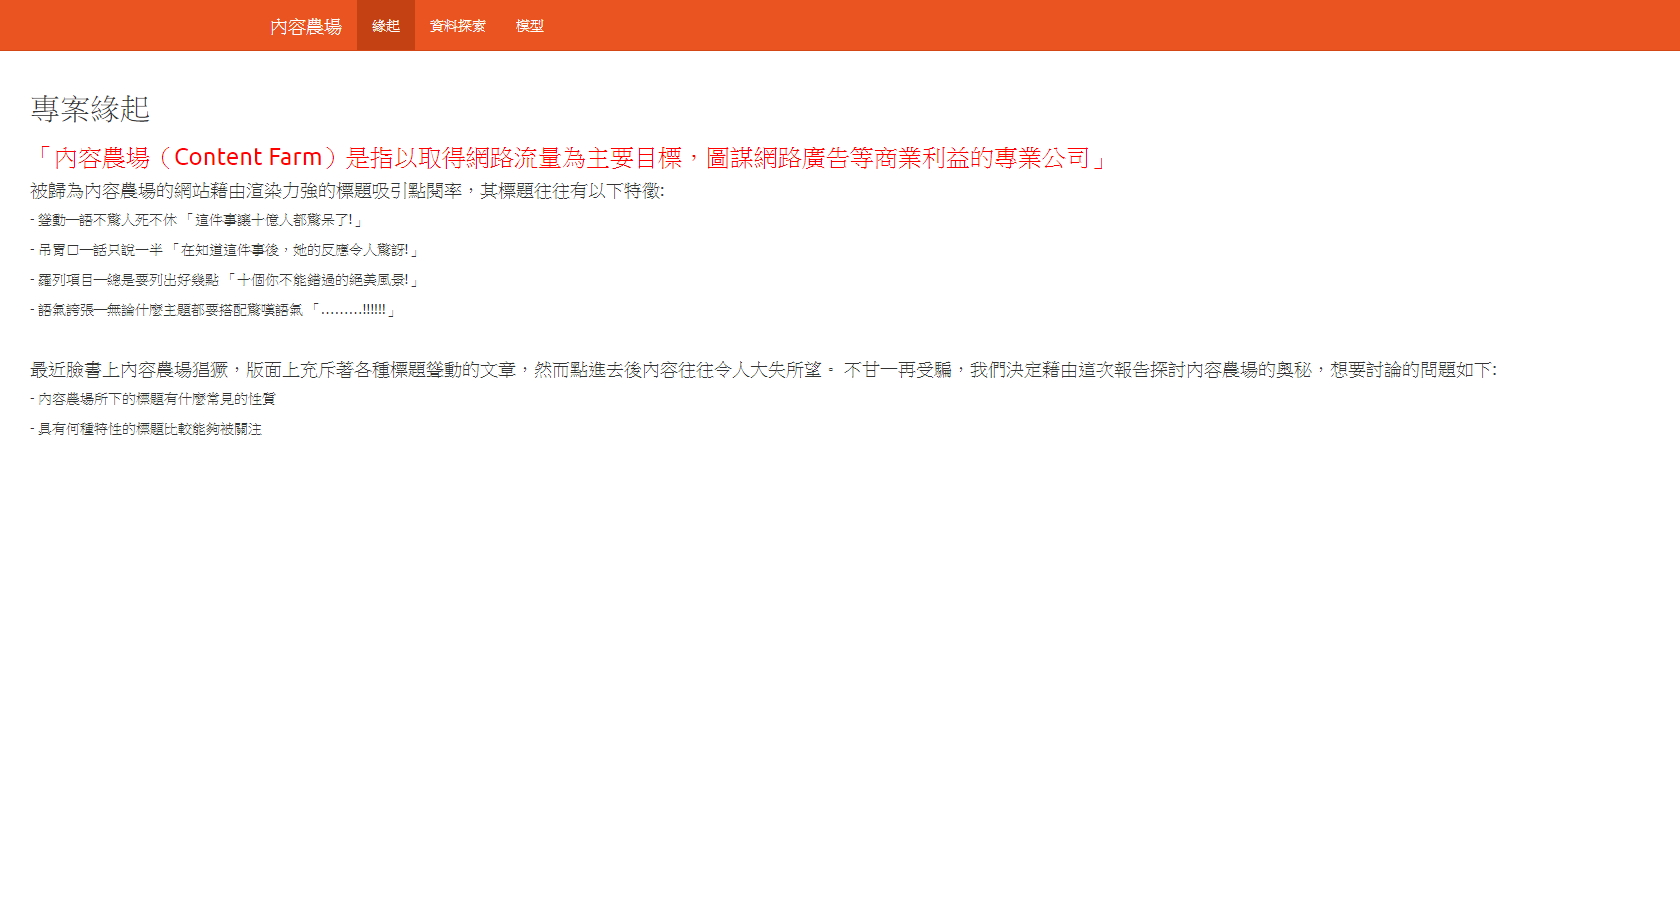 內容農場 緣起 資料探索 模型
專案緣起
「內容農場（Content Farm）是指以取得網路流量為主要目標，圖謀網路廣告等商業利益的專業公司」
被歸為內容農場的網站藉由渲染力強的標題吸引點閱率，其標題往往有以下特徵:
- 聳動—語不驚人死不休 「這件事讓十億人都驚呆了!」
- 吊胃口—話只說一半 「在知道這件事後，她的反應令人驚訝!」
- 羅列項目—總是要列出好幾點 「十個你不能錯過的絕美風景!」
- 語氣誇張—無論什麼主題都要搭配驚嘆語氣 「.........!!!!!!」
最近臉書上內容農場猖獗，版面上充斥著各種標題聳動的文章，然而點進去後內容往往令人大失所望。 不甘一再受騙，我們決定藉由這次報告探討內容農場的奧秘，想要討論的問題如下:
- 內容農場所下的標題有什麼常見的性質
- 具有何種特性的標題比較能夠被關注